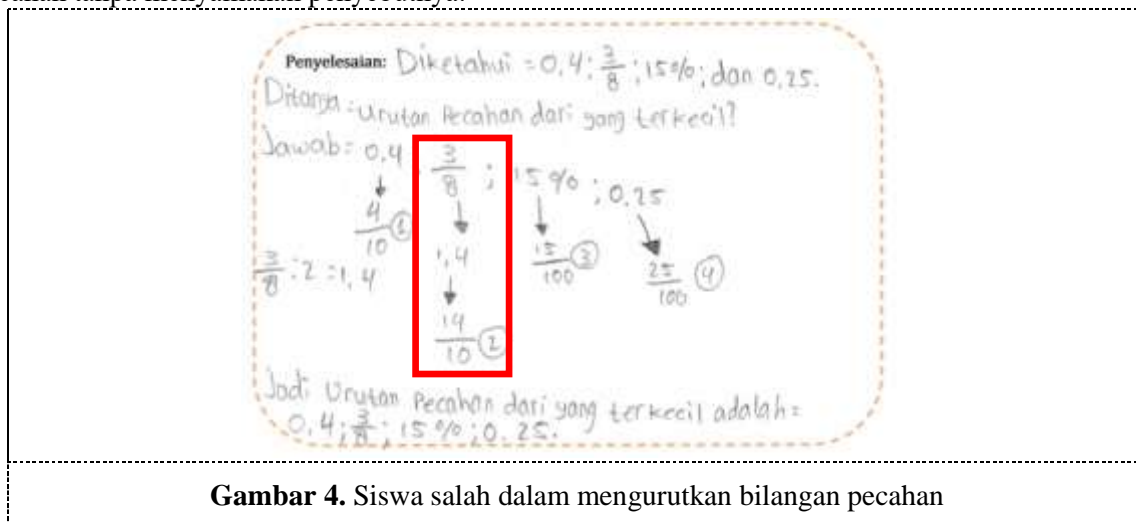 Penyelesaian: Diketahui = 0,4; 3/8; 15%; dan 0,25.
Ditanya = Urutan Pecahan dari yang terkecil?
Jawab = 0,4 3/8 ; 15% ; 0,25
4/10 ① 1,4 15/100 ③ 25/100 ④
3/8 : 2 = 1,4
14/10 ②
Jadi Urutan Pecahan dari yang terkecil adalah =
0,4; 3/8; 15%; 0,25.
Gambar 4. Siswa salah dalam mengurutkan bilangan pecahan